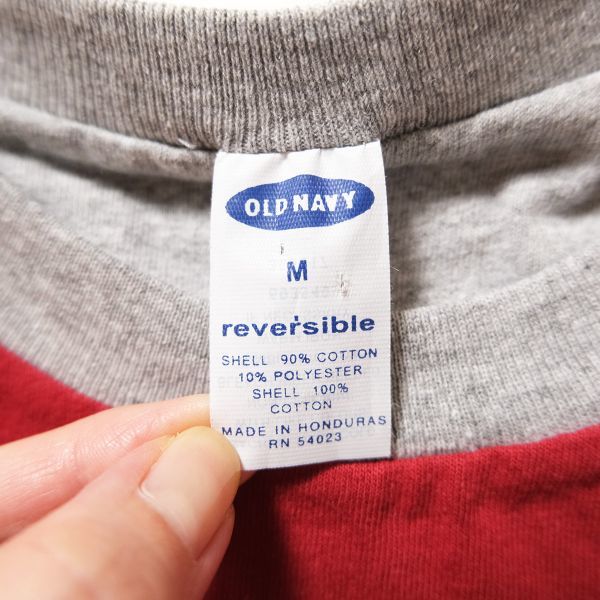 OLD NAVY
M
reversible
SHELL 90% COTTON
10% POLYESTER
SHELL 100%
COTTON
MADE IN HONDURAS
RN 54023